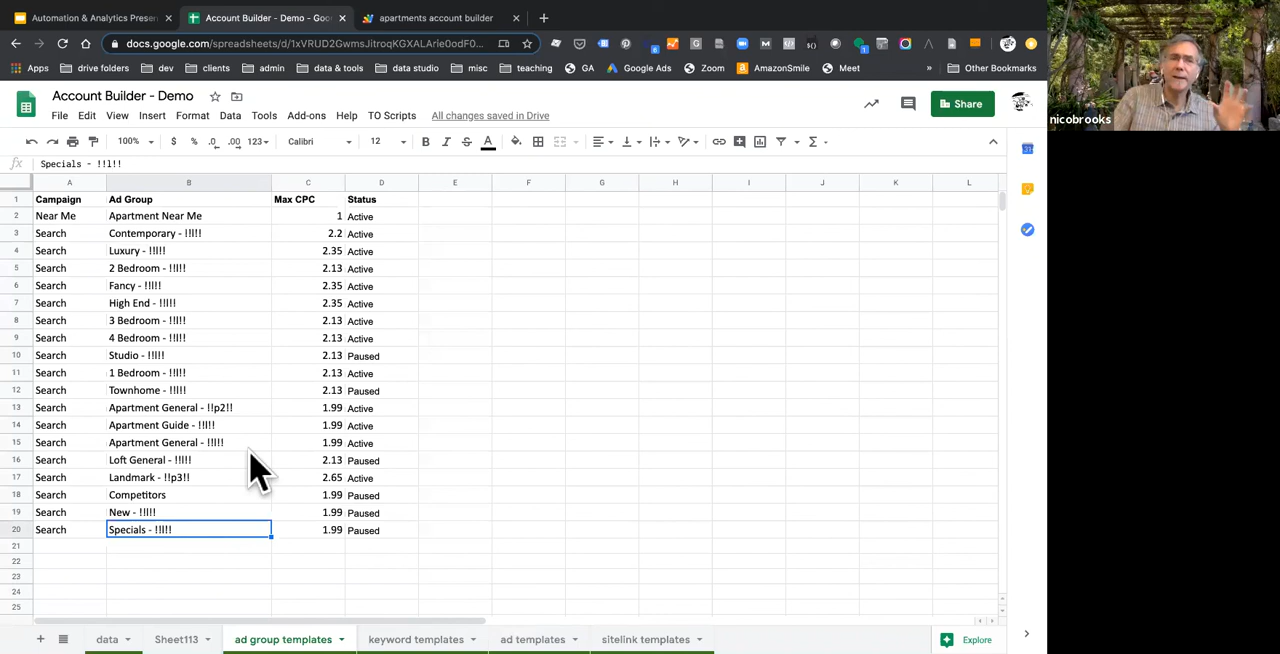 Automation & Analytics Presen
Account Builder - Demo - Goo
apartments account builder
docs.google.com/spreadsheets/d/1xVRUD2GwmsJitroqKGXALArie0odF0...
Apps drive folders dev clients admin data & tools data studio misc teaching GA Google Ads Zoom AmazonSmile Meet » Other Bookmarks
Account Builder - Demo
File Edit View Insert Format Data Tools Add-ons Help TO Scripts All changes saved in Drive
Share
nicobrooks
100% $ % .0 .00 123 Calibri 12 B I S A
fx Specials - !!l!!
A B C D E F G H I J K L
1 Campaign Ad Group Max CPC Status
2 Near Me Apartment Near Me 1 Active
3 Search Contemporary - !!l!! 2.2 Active
4 Search Luxury - !!l!! 2.35 Active
5 Search 2 Bedroom - !!l!! 2.13 Active
6 Search Fancy - !!l!! 2.35 Active
7 Search High End - !!l!! 2.35 Active
8 Search 3 Bedroom - !!l!! 2.13 Active
9 Search 4 Bedroom - !!l!! 2.13 Active
10 Search Studio - !!l!! 2.13 Paused
11 Search 1 Bedroom - !!l!! 2.13 Active
12 Search Townhome - !!l!! 2.13 Paused
13 Search Apartment General - !!p2!! 1.99 Active
14 Search Apartment Guide - !!l!! 1.99 Active
15 Search Apartment General - !!l!! 1.99 Active
16 Search Loft General - !!l!! 2.13 Paused
17 Search Landmark - !!p3!! 2.65 Active
18 Search Competitors 1.99 Paused
19 Search New - !!l!! 1.99 Paused
20 Search Specials - !!l!! 1.99 Paused
21
22
23
24
25
data Sheet113 ad group templates keyword templates ad templates sitelink templates Explore